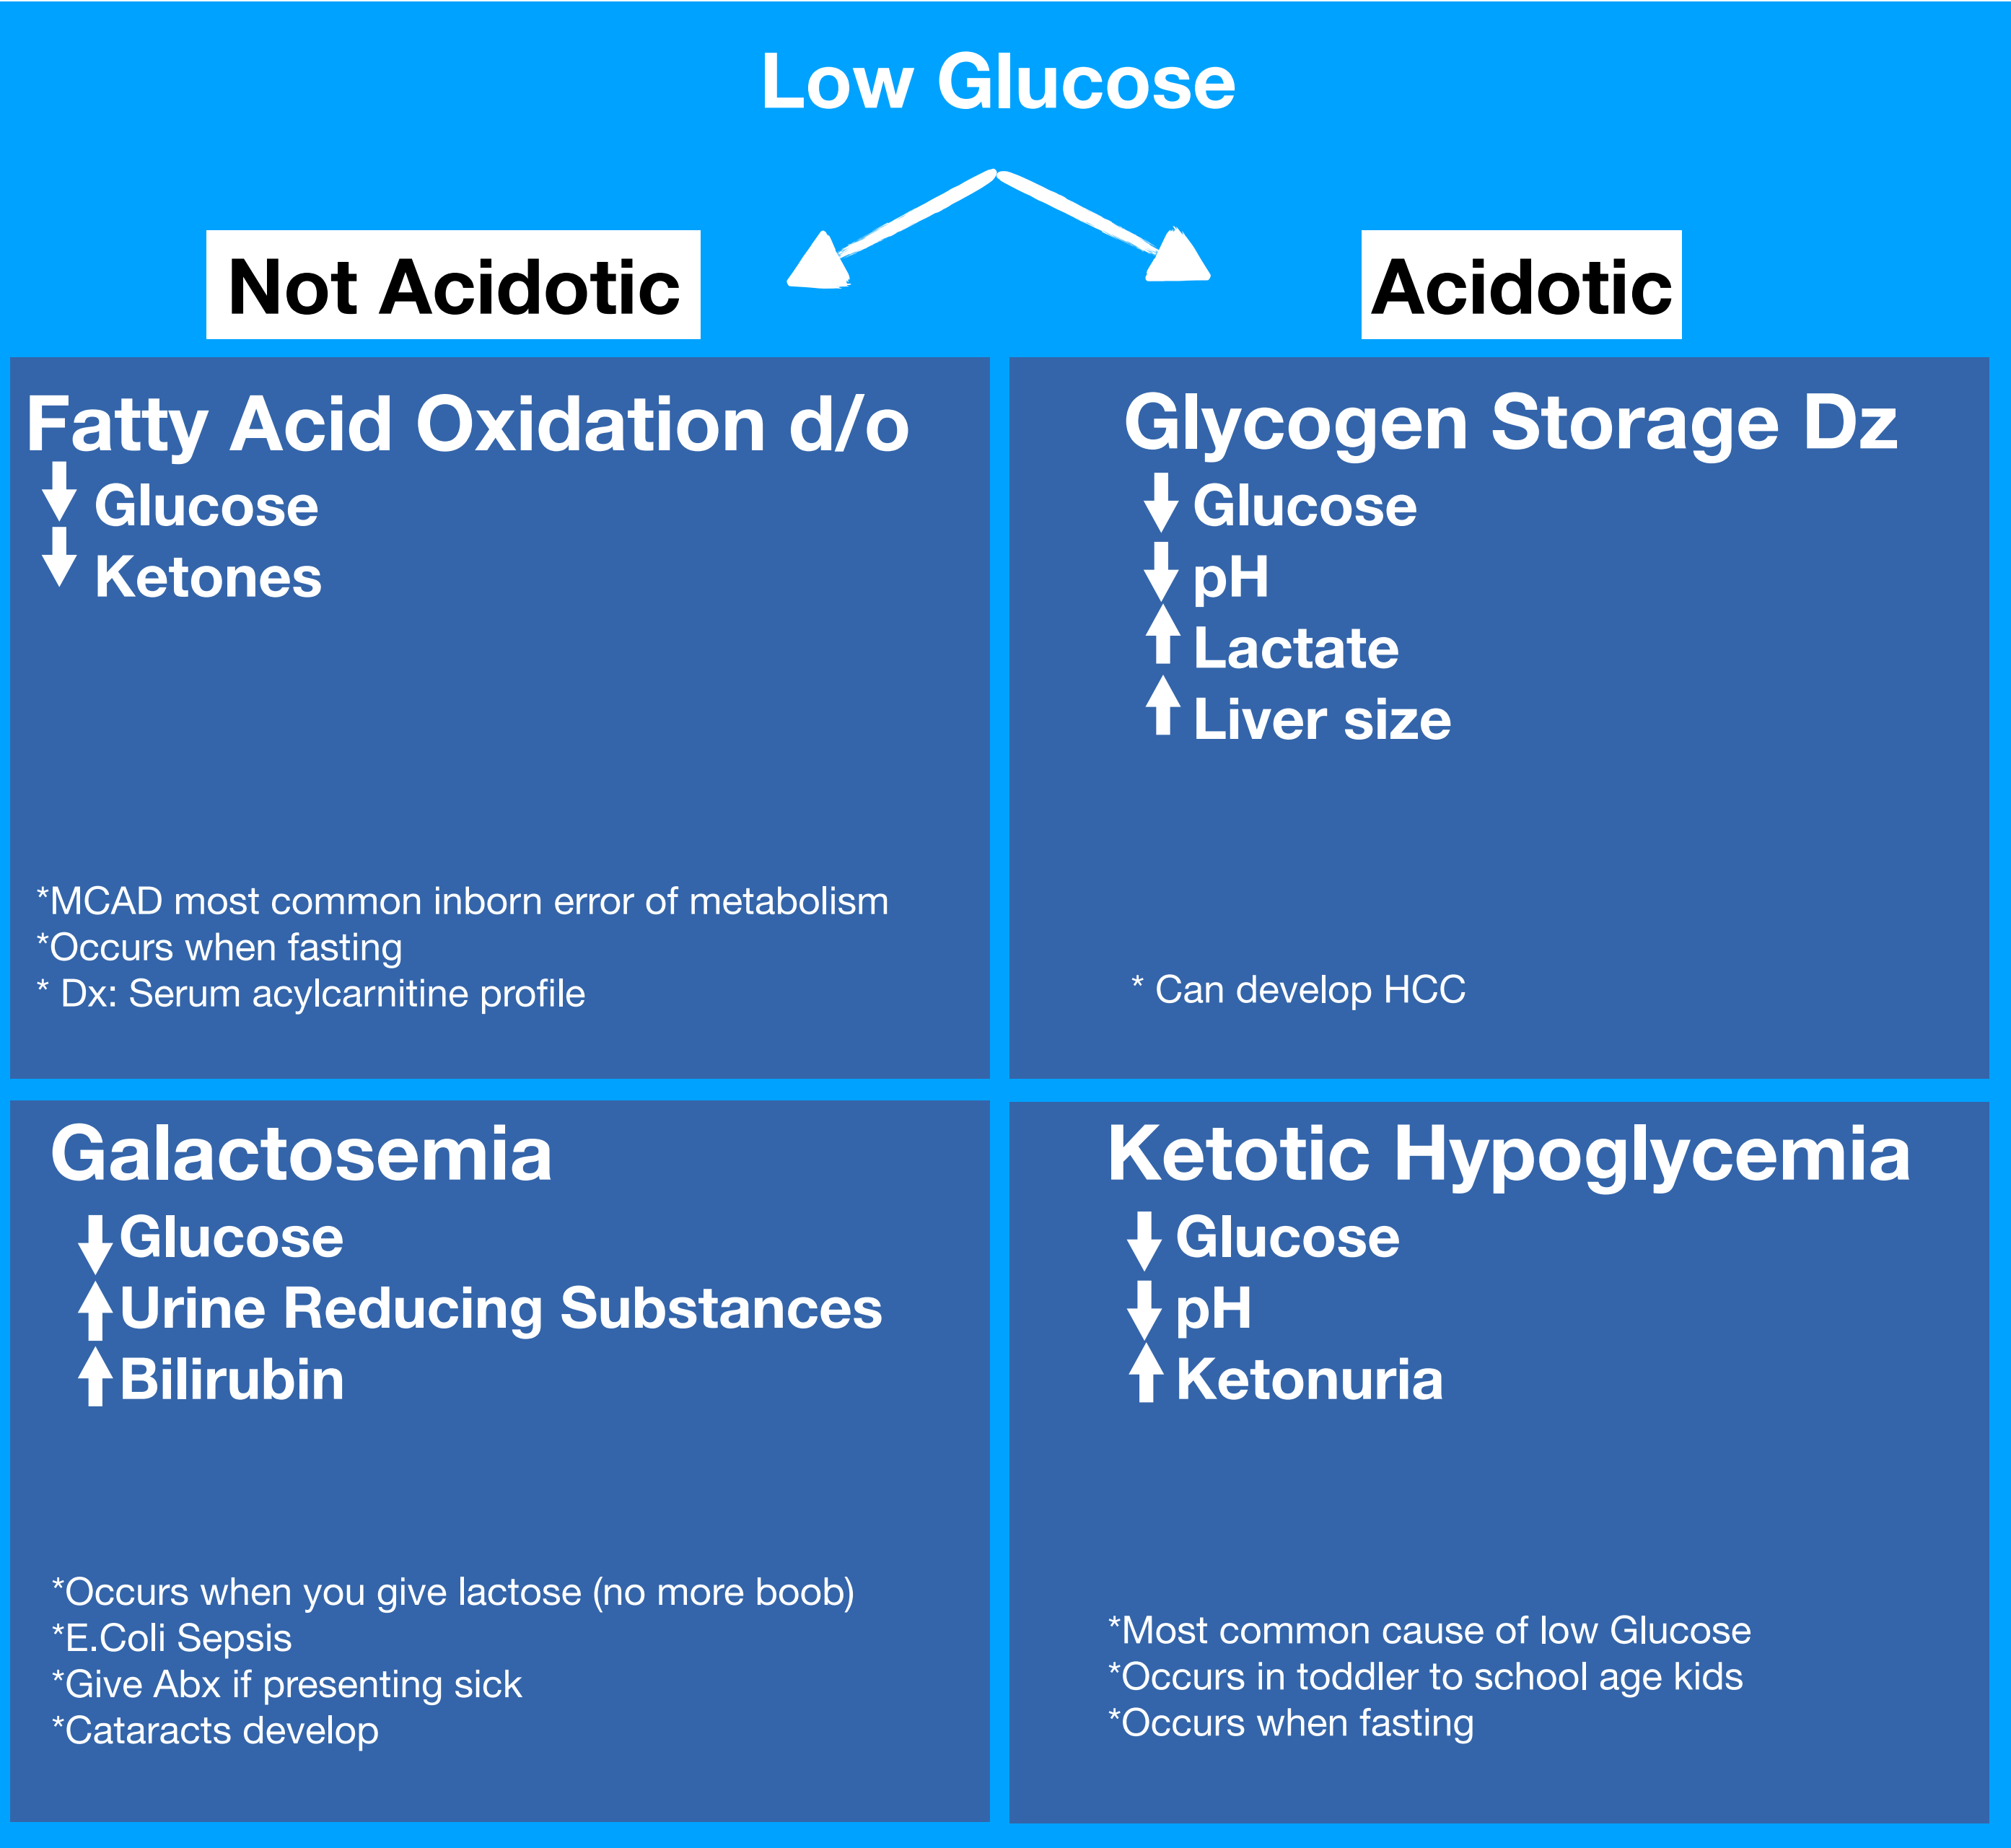 Low Glucose
Not Acidotic
Acidotic
Fatty Acid Oxidation d/o
Glucose
Ketones
*MCAD most common inborn error of metabolism
*Occurs when fasting
* Dx: Serum acylcarnitine profile
Glycogen Storage Dz
Glucose
pH
Lactate
Liver size
* Can develop HCC
Galactosemia
Glucose
Urine Reducing Substances
Bilirubin
*Occurs when you give lactose (no more boob)
*E.Coli Sepsis
*Give Abx if presenting sick
*Cataracts develop
Ketotic Hypoglycemia
Glucose
pH
Ketonuria
*Most common cause of low Glucose
*Occurs in toddler to school age kids
*Occurs when fasting